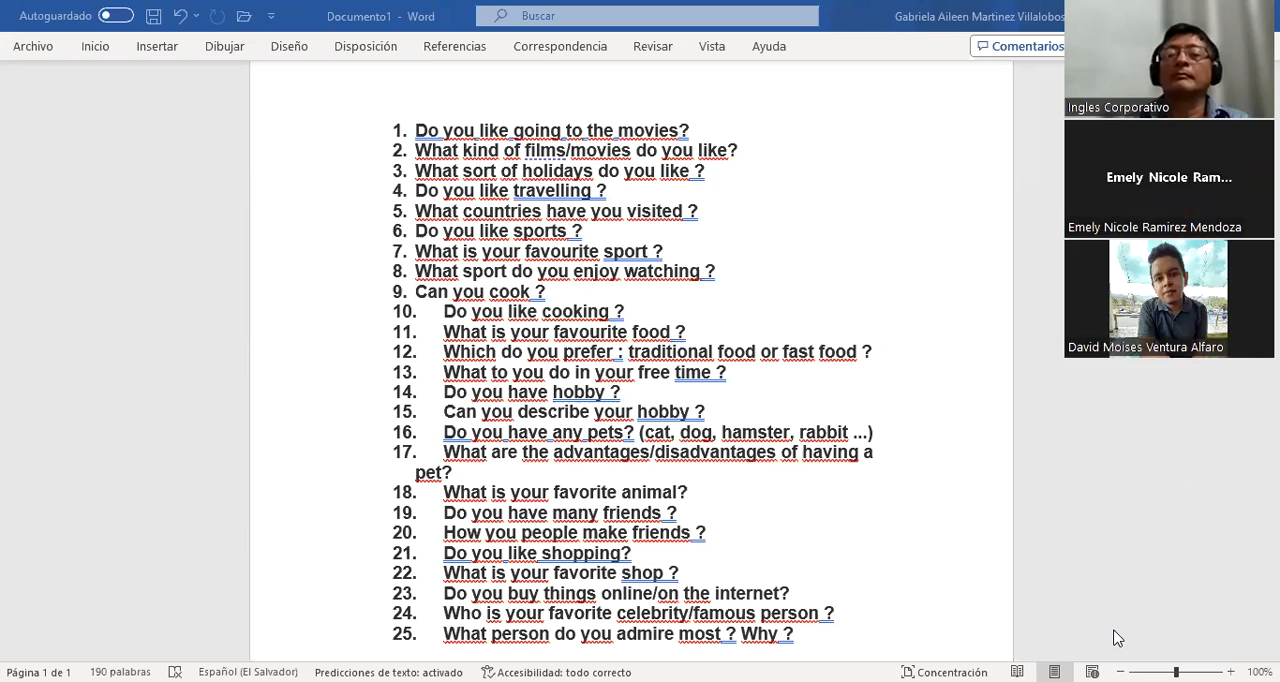 Autoguardado Documento1 - Word Buscar Gabriela Aileen Martinez Villalobos
Archivo Inicio Insertar Dibujar Diseño Disposición Referencias Correspondencia Revisar Vista Ayuda Comentarios
1. Do you like going to the movies?
2. What kind of films/movies do you like?
3. What sort of holidays do you like ?
4. Do you like travelling ?
5. What countries have you visited ?
6. Do you like sports ?
7. What is your favourite sport ?
8. What sport do you enjoy watching ?
9. Can you cook ?
10. Do you like cooking ?
11. What is your favourite food ?
12. Which do you prefer : traditional food or fast food ?
13. What to you do in your free time ?
14. Do you have hobby ?
15. Can you describe your hobby ?
16. Do you have any pets? (cat, dog, hamster, rabbit ...)
17. What are the advantages/disadvantages of having a
pet?
18. What is your favorite animal?
19. Do you have many friends ?
20. How you people make friends ?
21. Do you like shopping?
22. What is your favorite shop ?
23. Do you buy things online/on the internet?
24. Who is your favorite celebrity/famous person ?
25. What person do you admire most ? Why ?
Ingles Corporativo
Emely Nicole Ram...
Emely Nicole Ramirez Mendoza
David Moises Ventura Alfaro
Página 1 de 1 190 palabras Español (El Salvador) Predicciones de texto: activado Accesibilidad: todo correcto Concentración 100%